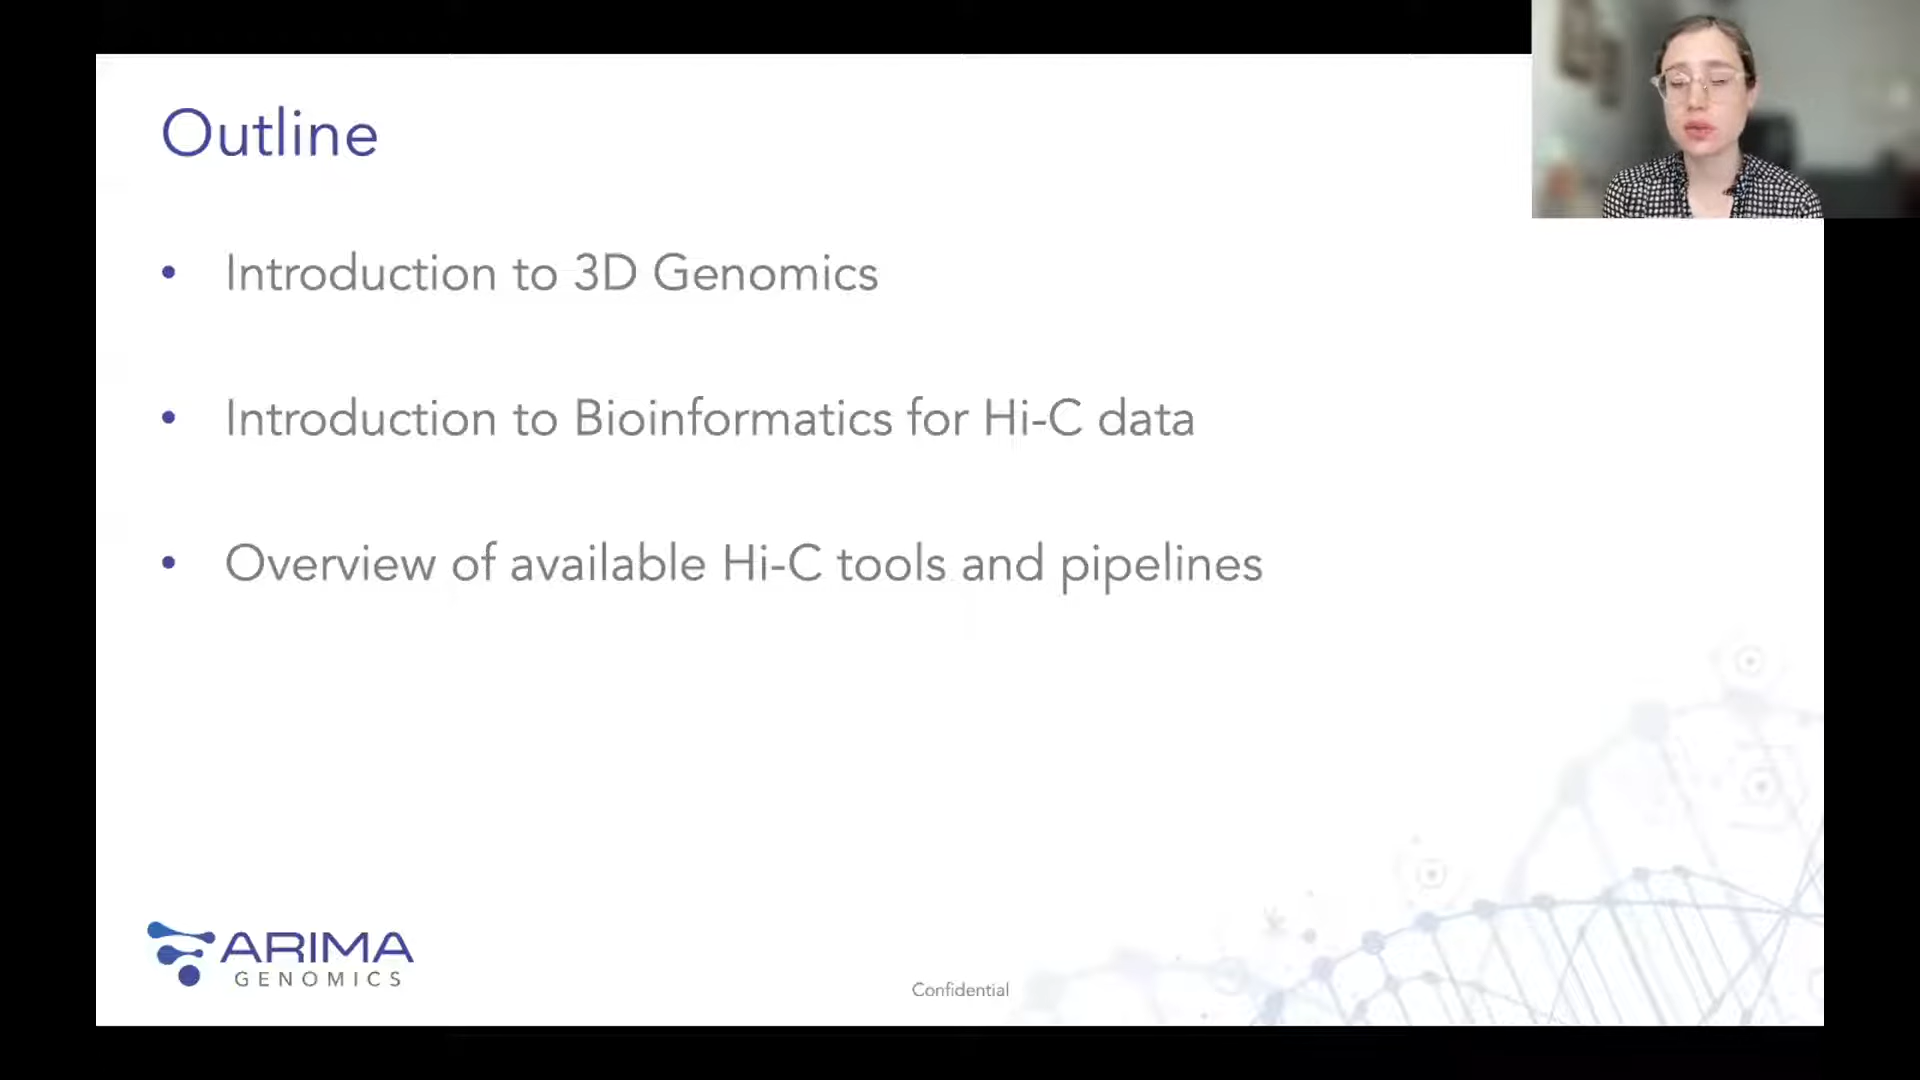 Outline
• Introduction to 3D Genomics
• Introduction to Bioinformatics for Hi-C data
• Overview of available Hi-C tools and pipelines
ARIMA
GENOMICS
Confidential